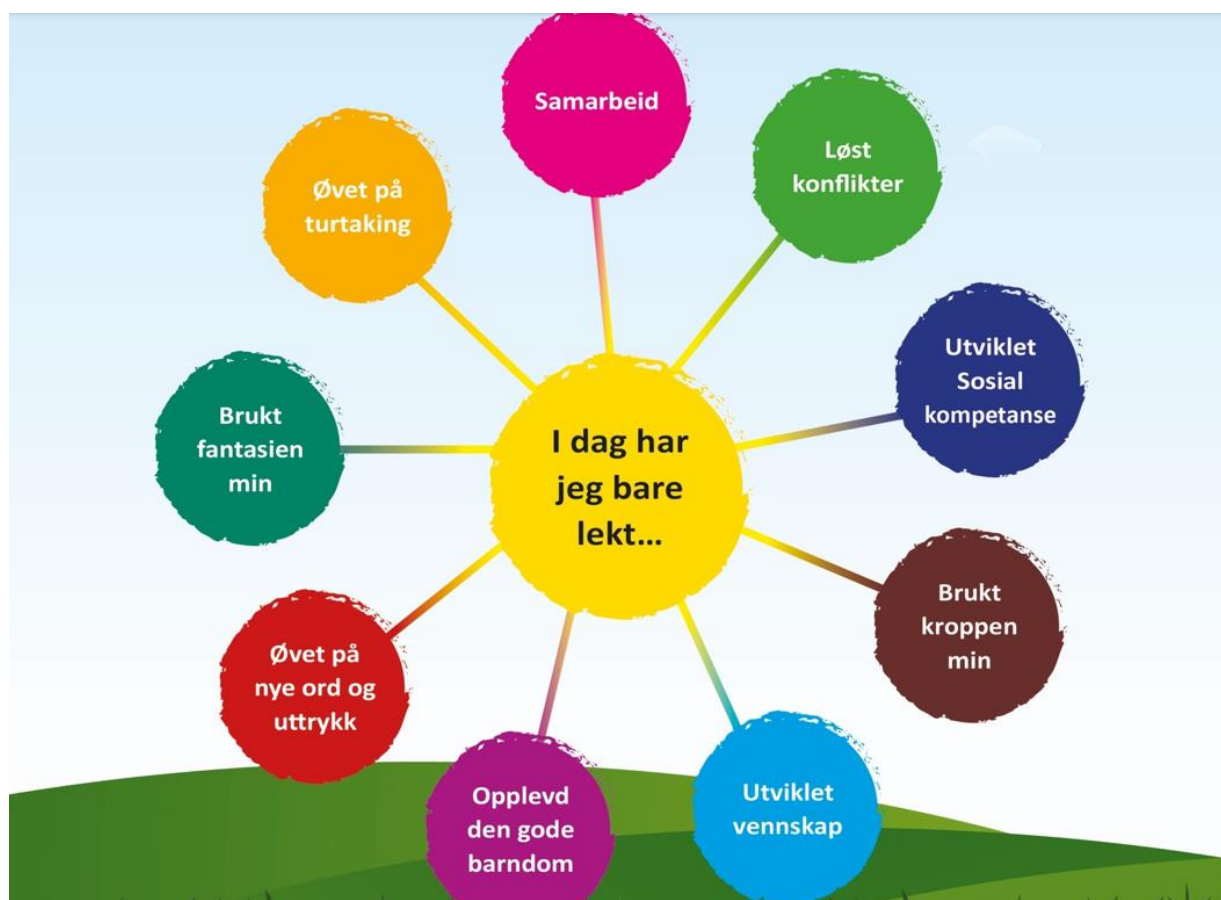 I dag har
jeg bare
lekt...
Samarbeid
Løst
konflikter
Utviklet
Sosial
kompetanse
Brukt
kroppen
min
Utviklet
vennskap
Opplevd
den gode
barndom
Øvet på
nye ord og
uttrykk
Brukt
fantasien
min
Øvet på
turtaking